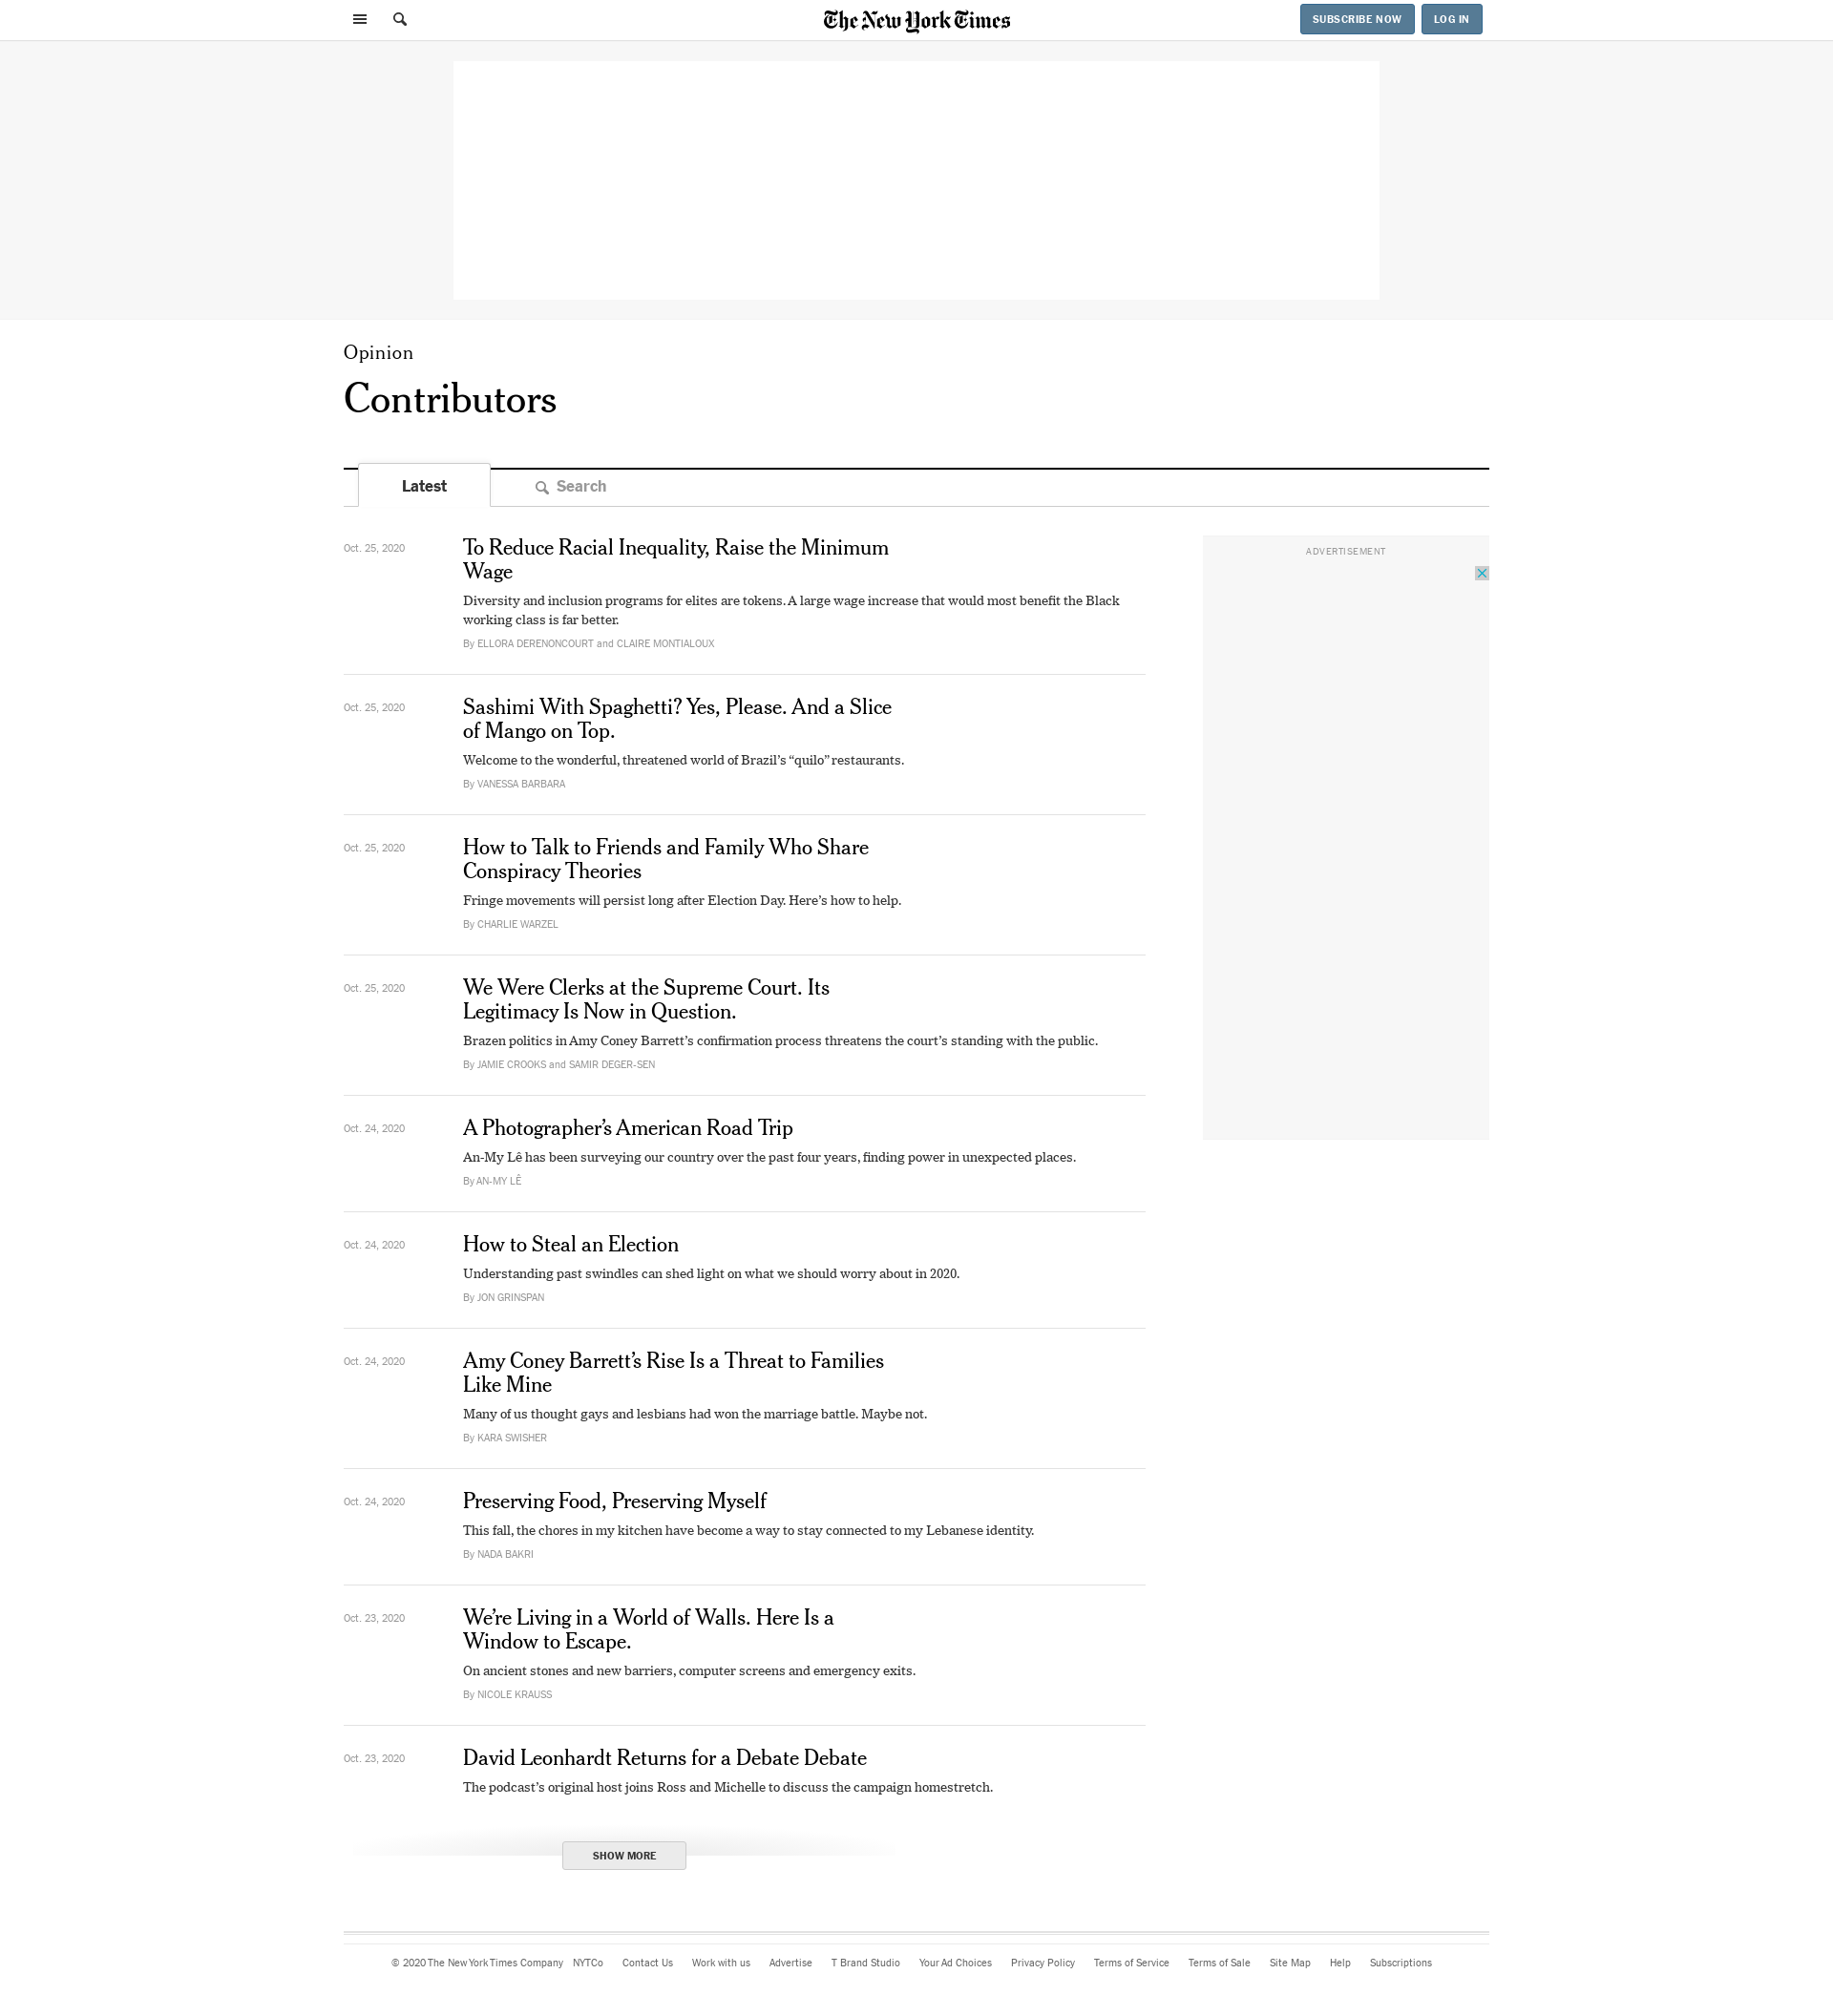 The New York Times
SUBSCRIBE NOW
LOG IN
Opinion
Contributors
Latest
Search
Oct. 25, 2020
To Reduce Racial Inequality, Raise the Minimum
Wage
Diversity and inclusion programs for elites are tokens. A large wage increase that would most benefit the Black
working class is far better.
By ELLORA DERENONCOURT and CLAIRE MONTIALOUX
ADVERTISEMENT
Oct. 25, 2020
Sashimi With Spaghetti? Yes, Please. And a Slice
of Mango on Top.
Welcome to the wonderful, threatened world of Brazil’s “quilo” restaurants.
By VANESSA BARBARA
Oct. 25, 2020
How to Talk to Friends and Family Who Share
Conspiracy Theories
Fringe movements will persist long after Election Day. Here’s how to help.
By CHARLIE WARZEL
Oct. 25, 2020
We Were Clerks at the Supreme Court. Its
Legitimacy Is Now in Question.
Brazen politics in Amy Coney Barrett’s confirmation process threatens the court’s standing with the public.
By JAMIE CROOKS and SAMIR DEGER-SEN
Oct. 24, 2020
A Photographer’s American Road Trip
An-My Lê has been surveying our country over the past four years, finding power in unexpected places.
By AN-MY LÊ
Oct. 24, 2020
How to Steal an Election
Understanding past swindles can shed light on what we should worry about in 2020.
By JON GRINSPAN
Oct. 24, 2020
Amy Coney Barrett’s Rise Is a Threat to Families
Like Mine
Many of us thought gays and lesbians had won the marriage battle. Maybe not.
By KARA SWISHER
Oct. 24, 2020
Preserving Food, Preserving Myself
This fall, the chores in my kitchen have become a way to stay connected to my Lebanese identity.
By NADA BAKRI
Oct. 23, 2020
We’re Living in a World of Walls. Here Is a
Window to Escape.
On ancient stones and new barriers, computer screens and emergency exits.
By NICOLE KRAUSS
Oct. 23, 2020
David Leonhardt Returns for a Debate Debate
The podcast’s original host joins Ross and Michelle to discuss the campaign homestretch.
SHOW MORE
© 2020 The New York Times Company NYTCo Contact Us Work with us Advertise T Brand Studio Your Ad Choices Privacy Policy Terms of Service Terms of Sale Site Map Help Subscriptions